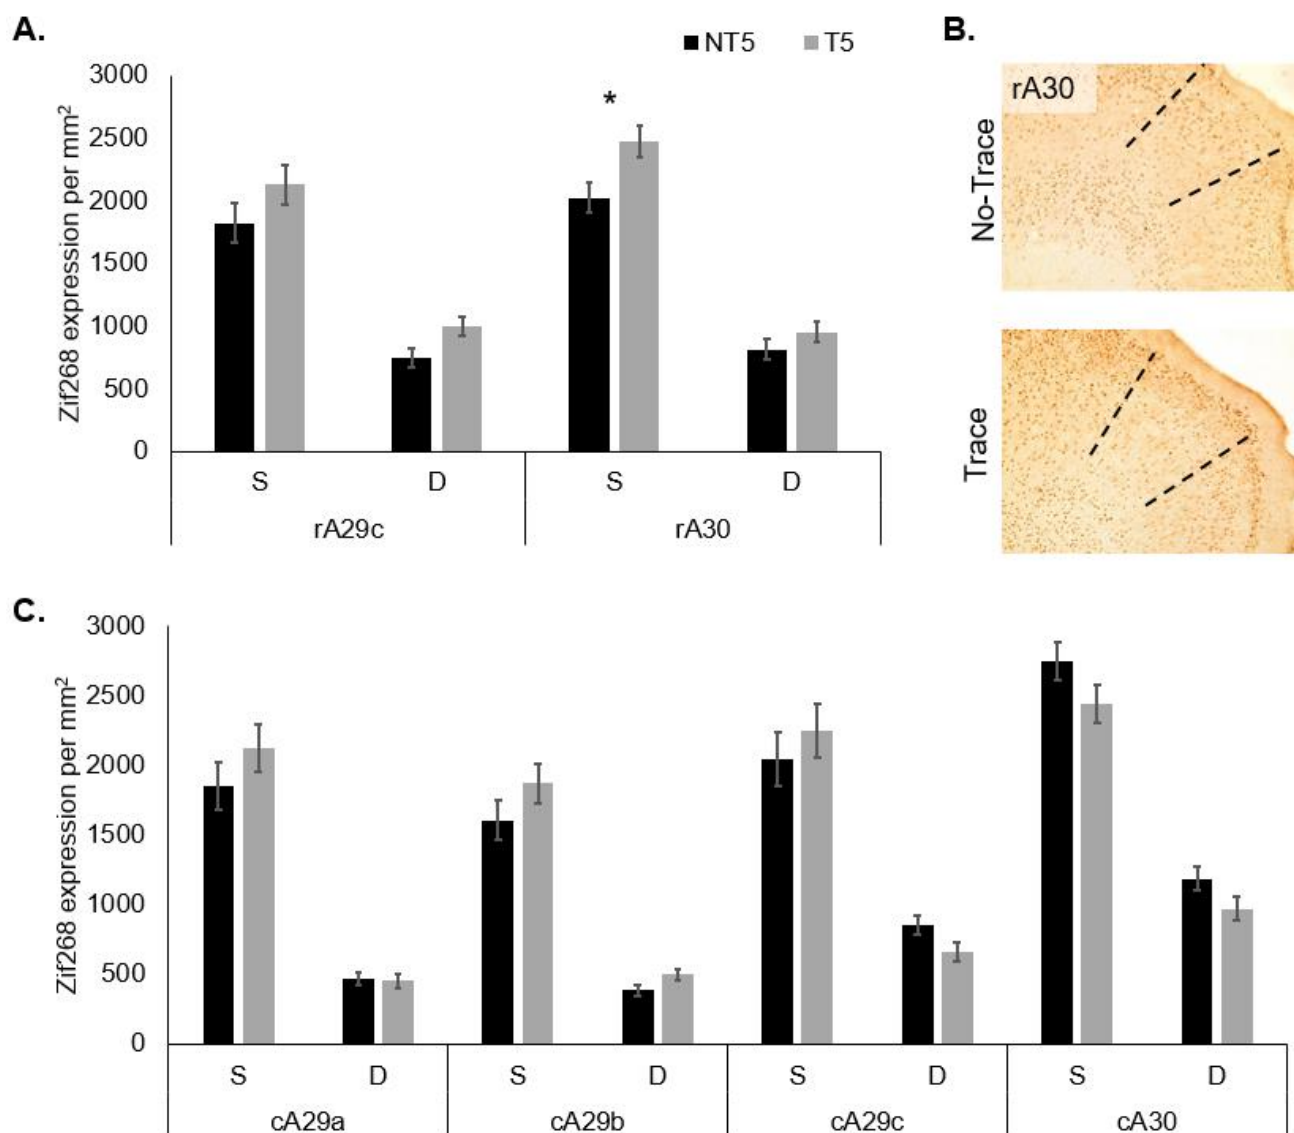 A.
NT5 T5
Zif268 expression per mm²
3000
2500
2000
1500
1000
500
0
*
S D S D
rA29c rA30
B.
rA30
No-Trace
Trace
C.
Zif268 expression per mm²
3000
2500
2000
1500
1000
500
0
S D S D S D S D
cA29a cA29b cA29c cA30